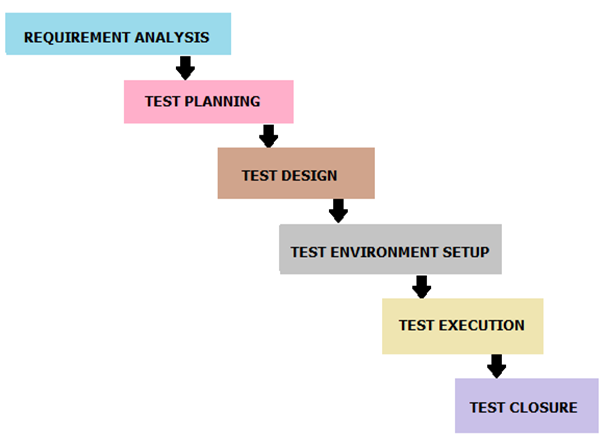 REQUIREMENT ANALYSIS
TEST PLANNING
TEST DESIGN
TEST ENVIRONMENT SETUP
TEST EXECUTION
TEST CLOSURE